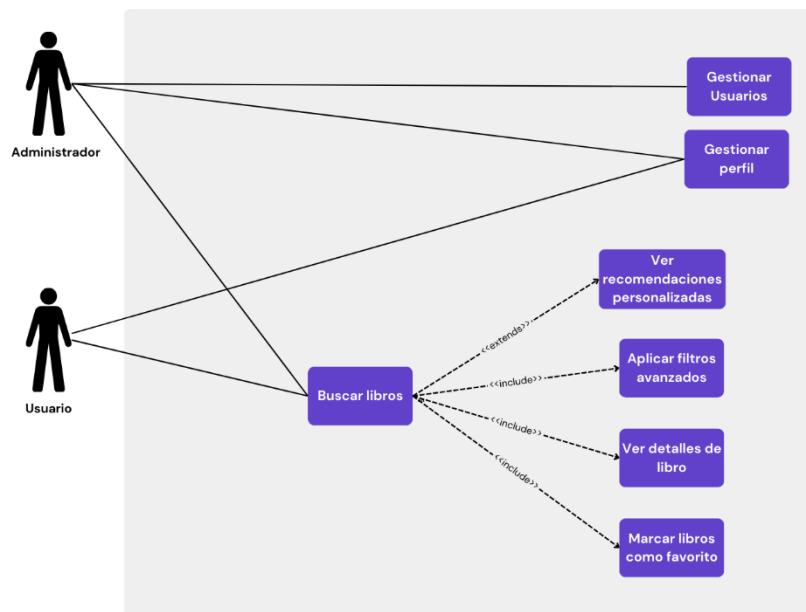 Gestionar
Usuarios
Administrador
Gestionar
perfil
Ver
recomendaciones
personalizadas
<<extends>>
Aplicar filtros
avanzados
<<include>>
Buscar libros
Usuario
<<include>>
Ver detalles de
libro
<<include>>
Marcar libros
como favorito